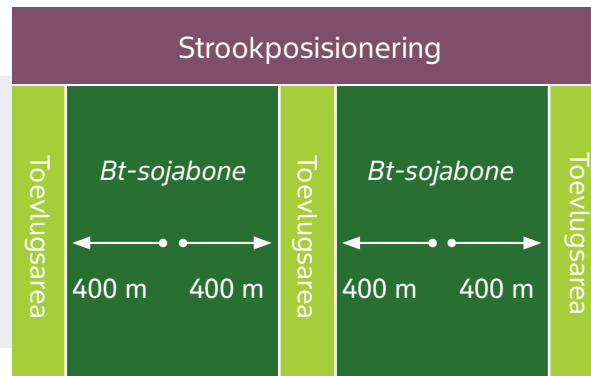 Strookposisionering
Toevlugsarea
Bt-sojabone
400 m 400 m
Toevlugsarea
Bt-sojabone
400 m 400 m
Toevlugsarea